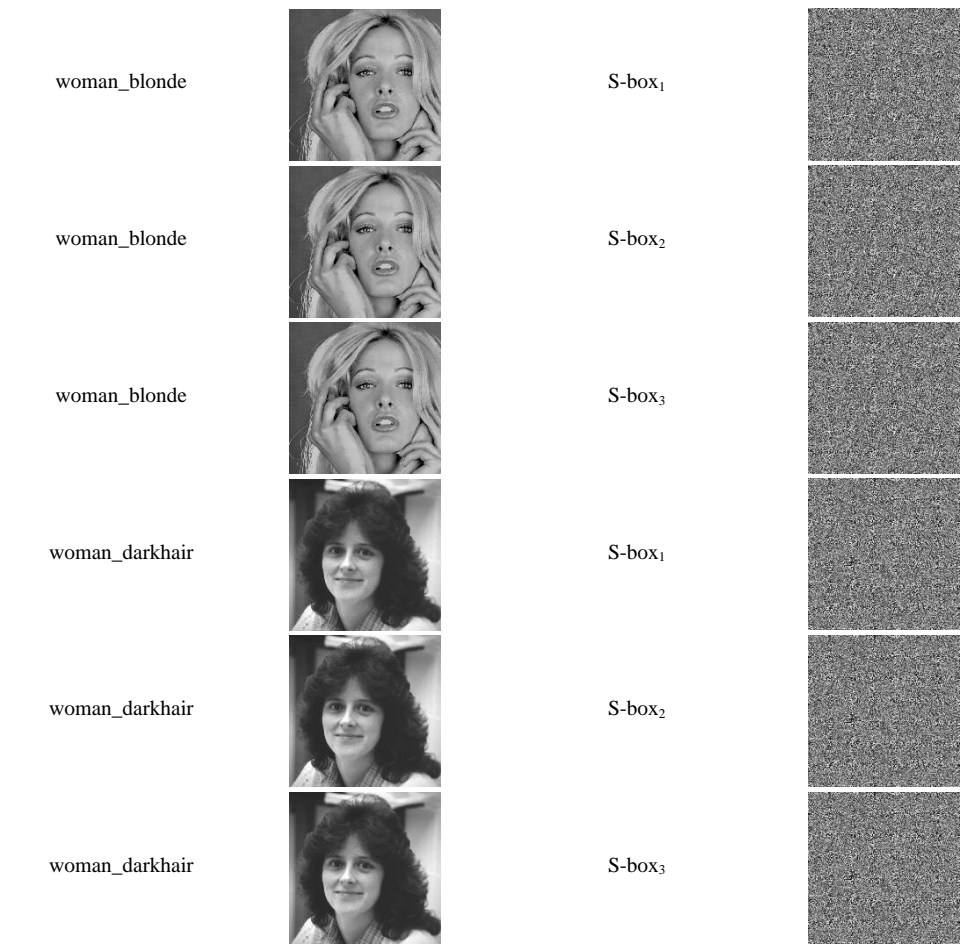 woman_blonde S-box₁
woman_blonde S-box₂
woman_blonde S-box₃
woman_darkhair S-box₁
woman_darkhair S-box₂
woman_darkhair S-box₃